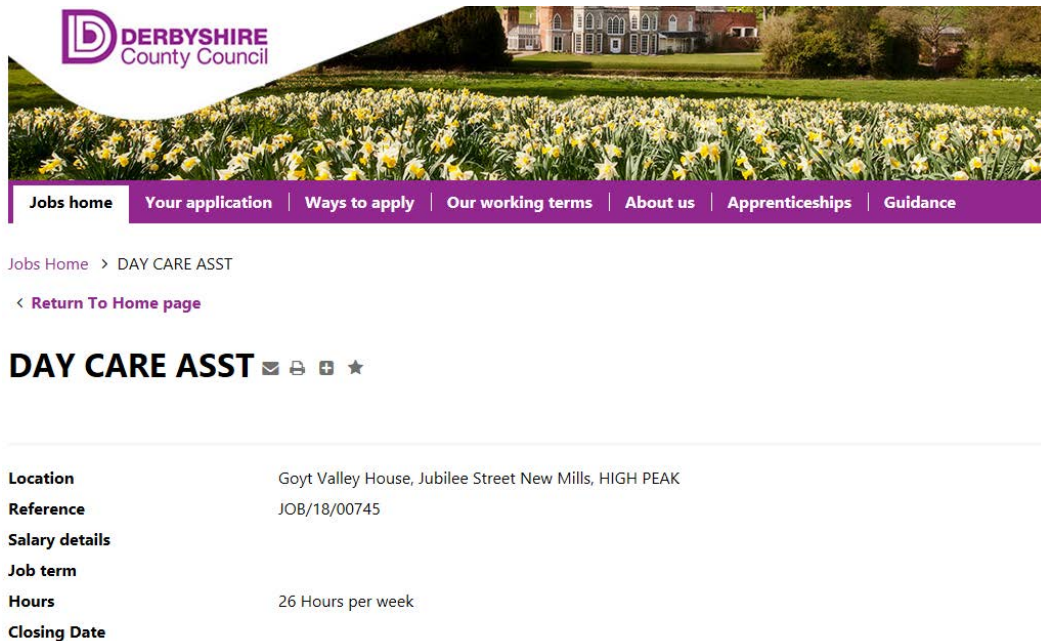 DERBYSHIRE
County Council
Jobs home Your application Ways to apply Our working terms About us Apprenticeships Guidance
Jobs Home > DAY CARE ASST
< Return To Home page
DAY CARE ASST
Location Goyt Valley House, Jubilee Street New Mills, HIGH PEAK
Reference JOB/18/00745
Salary details
Job term
Hours 26 Hours per week
Closing Date